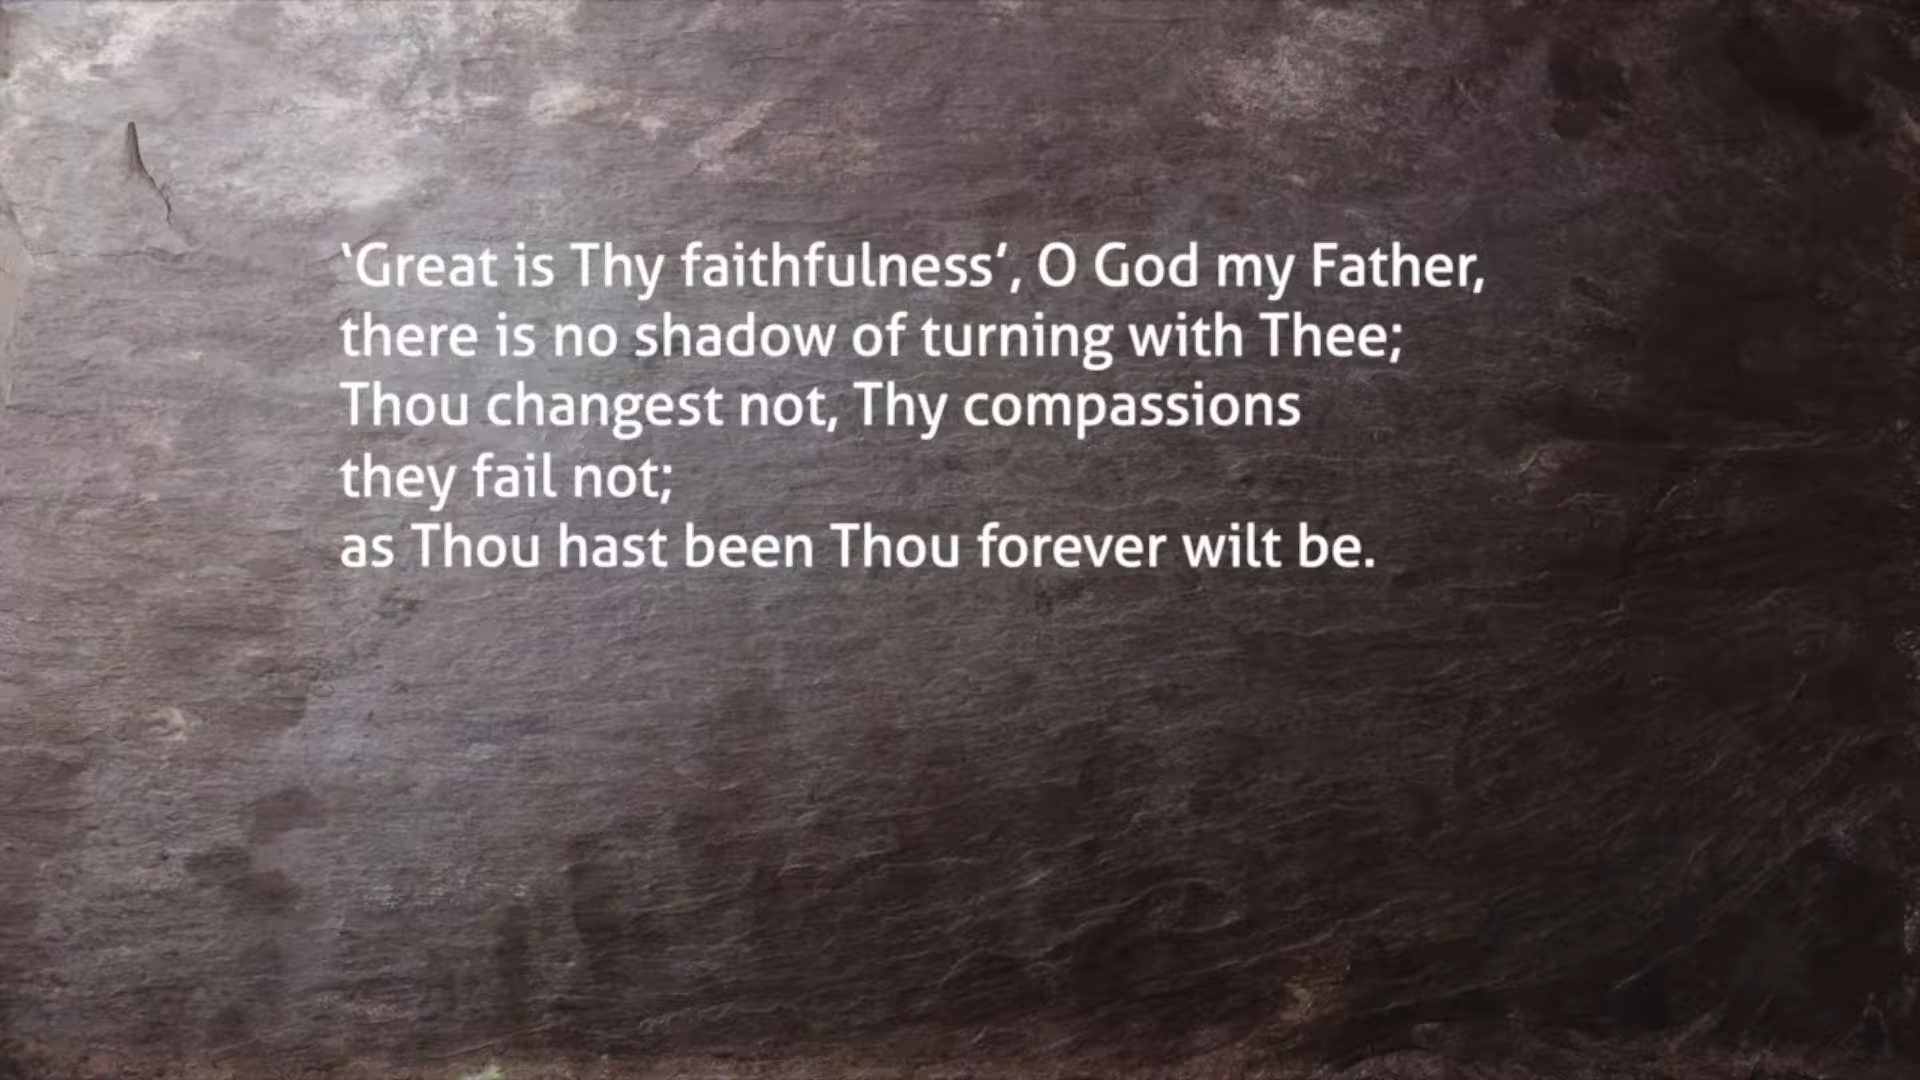 ‘Great is Thy faithfulness’, O God my Father,
there is no shadow of turning with Thee;
Thou changest not, Thy compassions
they fail not;
as Thou hast been Thou forever wilt be.